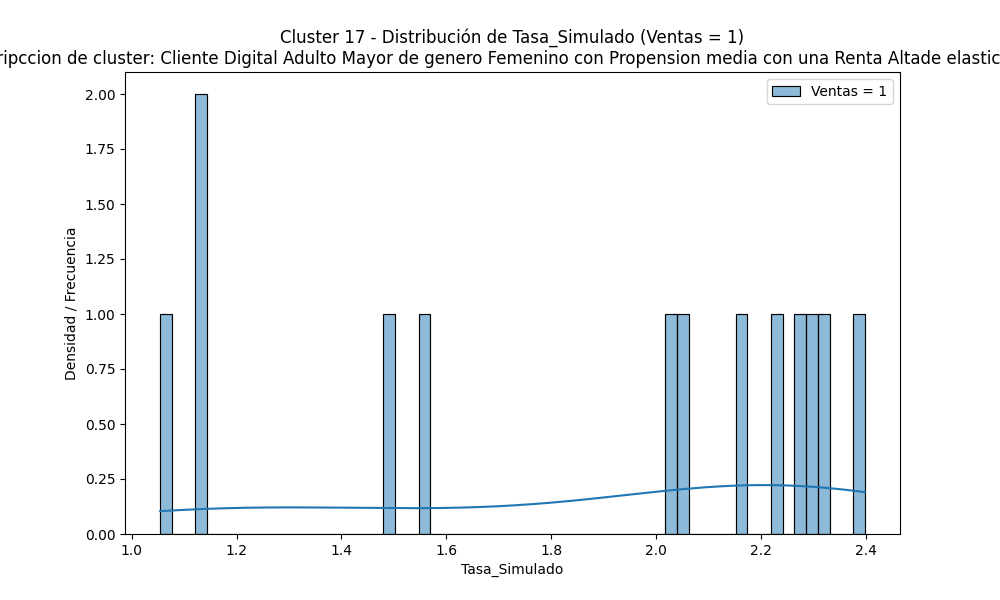 Cluster 17 - Distribución de Tasa_Simulado (Ventas = 1)
ripccion de cluster: Cliente Digital Adulto Mayor de genero Femenino con Propension media con una Renta Altade elastic
Ventas = 1
Densidad / Frecuencia
2.00
1.75
1.50
1.25
1.00
0.75
0.50
0.25
0.00
1.0 1.2 1.4 1.6 1.8 2.0 2.2 2.4
Tasa_Simulado